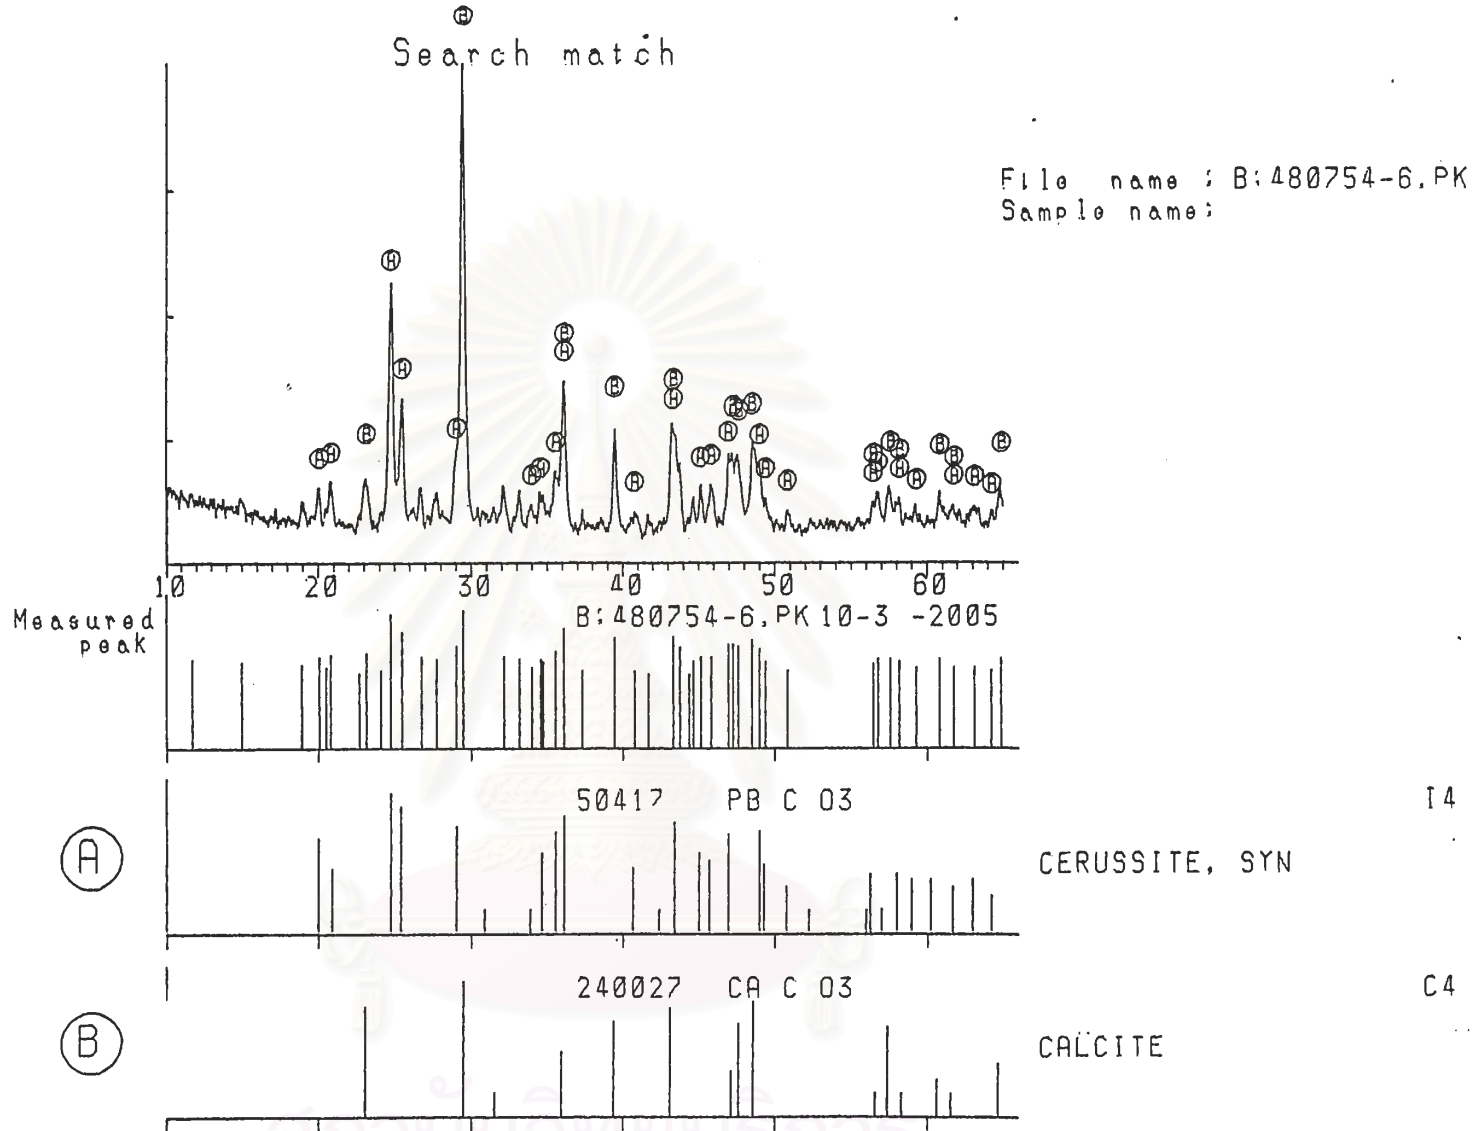 Search match
File name : B:480754-6.PK
Sample name:
10 20 30 40 50 60
Measured peak
B:480754-6.PK 10-3 -2005
50417 PB C O3 I4
A CERUSSITE, SYN
240027 CA C O3 C4
B CALCITE